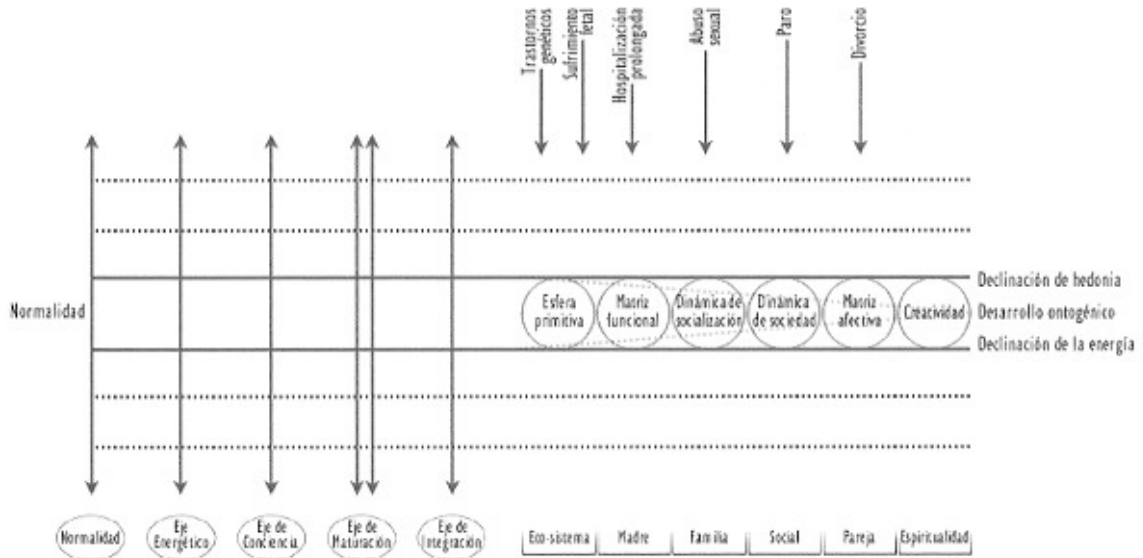 Trastornos
genéticos
Sufrimiento
fetal
Hospitalización
prolongada
Abuso
sexual
Paro
Divorcio
Normalidad
Esfera
primitiva
Matriz
funcional
Dinámica de
socialización
Dinámica
de sociedad
Matriz
afectiva
Creatividad
Declinación de hedonia
Desarrollo ontogénico
Declinación de la energía
Normalidad
Eje
Energético
Eje de
Conciencia
Eje de
Maturación
Eje de
Integración
Eco-sistema
Madre
Familia
Social
Pareja
Espiritualidad